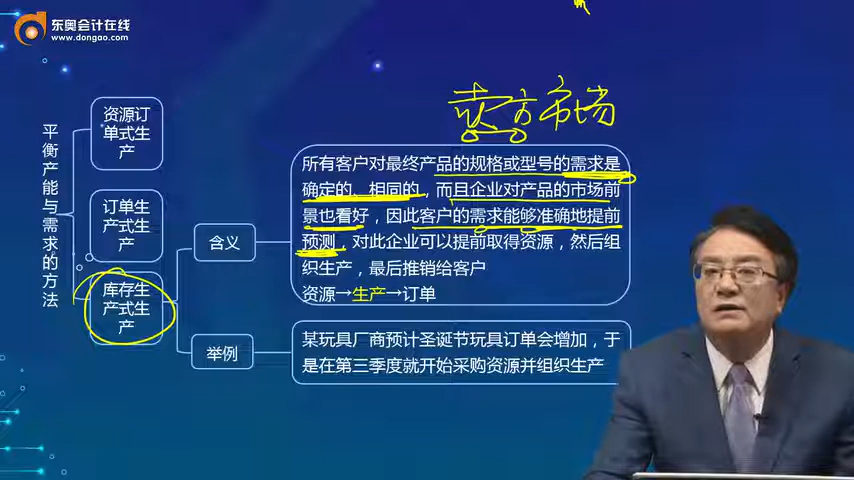 东奥会计在线
www.dongao.com
卖方市场
平衡产能与需求的方法
资源订
单式生
产
订单生
产式生
产
库存生
产式生
产
含义
所有客户对最终产品的规格或型号的需求是
确定的、相同的，而且企业对产品的市场前
景也看好，因此客户的需求能够准确地提前
预测，对此企业可以提前取得资源，然后组
织生产，最后推销给客户
资源→生产→订单
举例
某玩具厂商预计圣诞节玩具订单会增加，于
是在第三季度就开始采购资源并组织生产